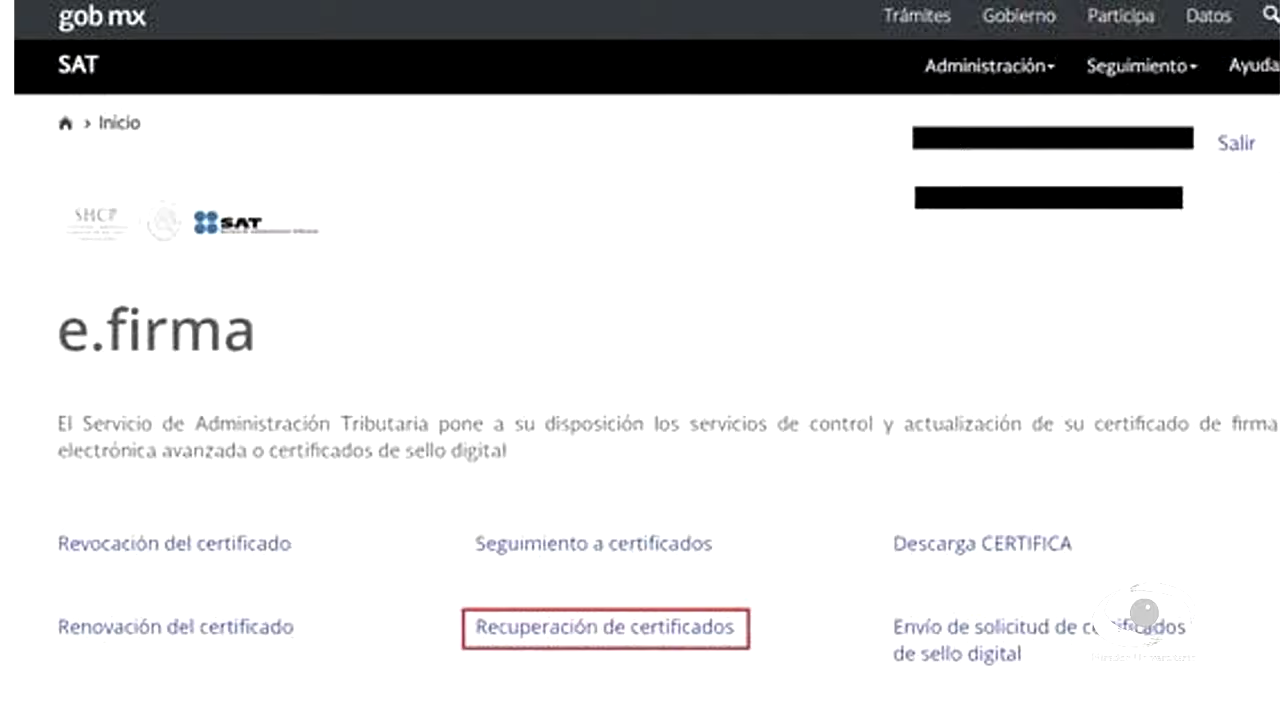 gob mx
Trámites Gobierno Participa Datos
SAT
Administración Seguimiento Ayuda
> Inicio
Salir
SHCP
SAT
e.firma
El Servicio de Administración Tributaria pone a su disposición los servicios de control y actualización de su certificado de firma
electrónica avanzada o certificados de sello digital
Revocación del certificado
Seguimiento a certificados
Descarga CERTIFICA
Renovación del certificado
Recuperación de certificados
Envío de solicitud de certificados
de sello digital